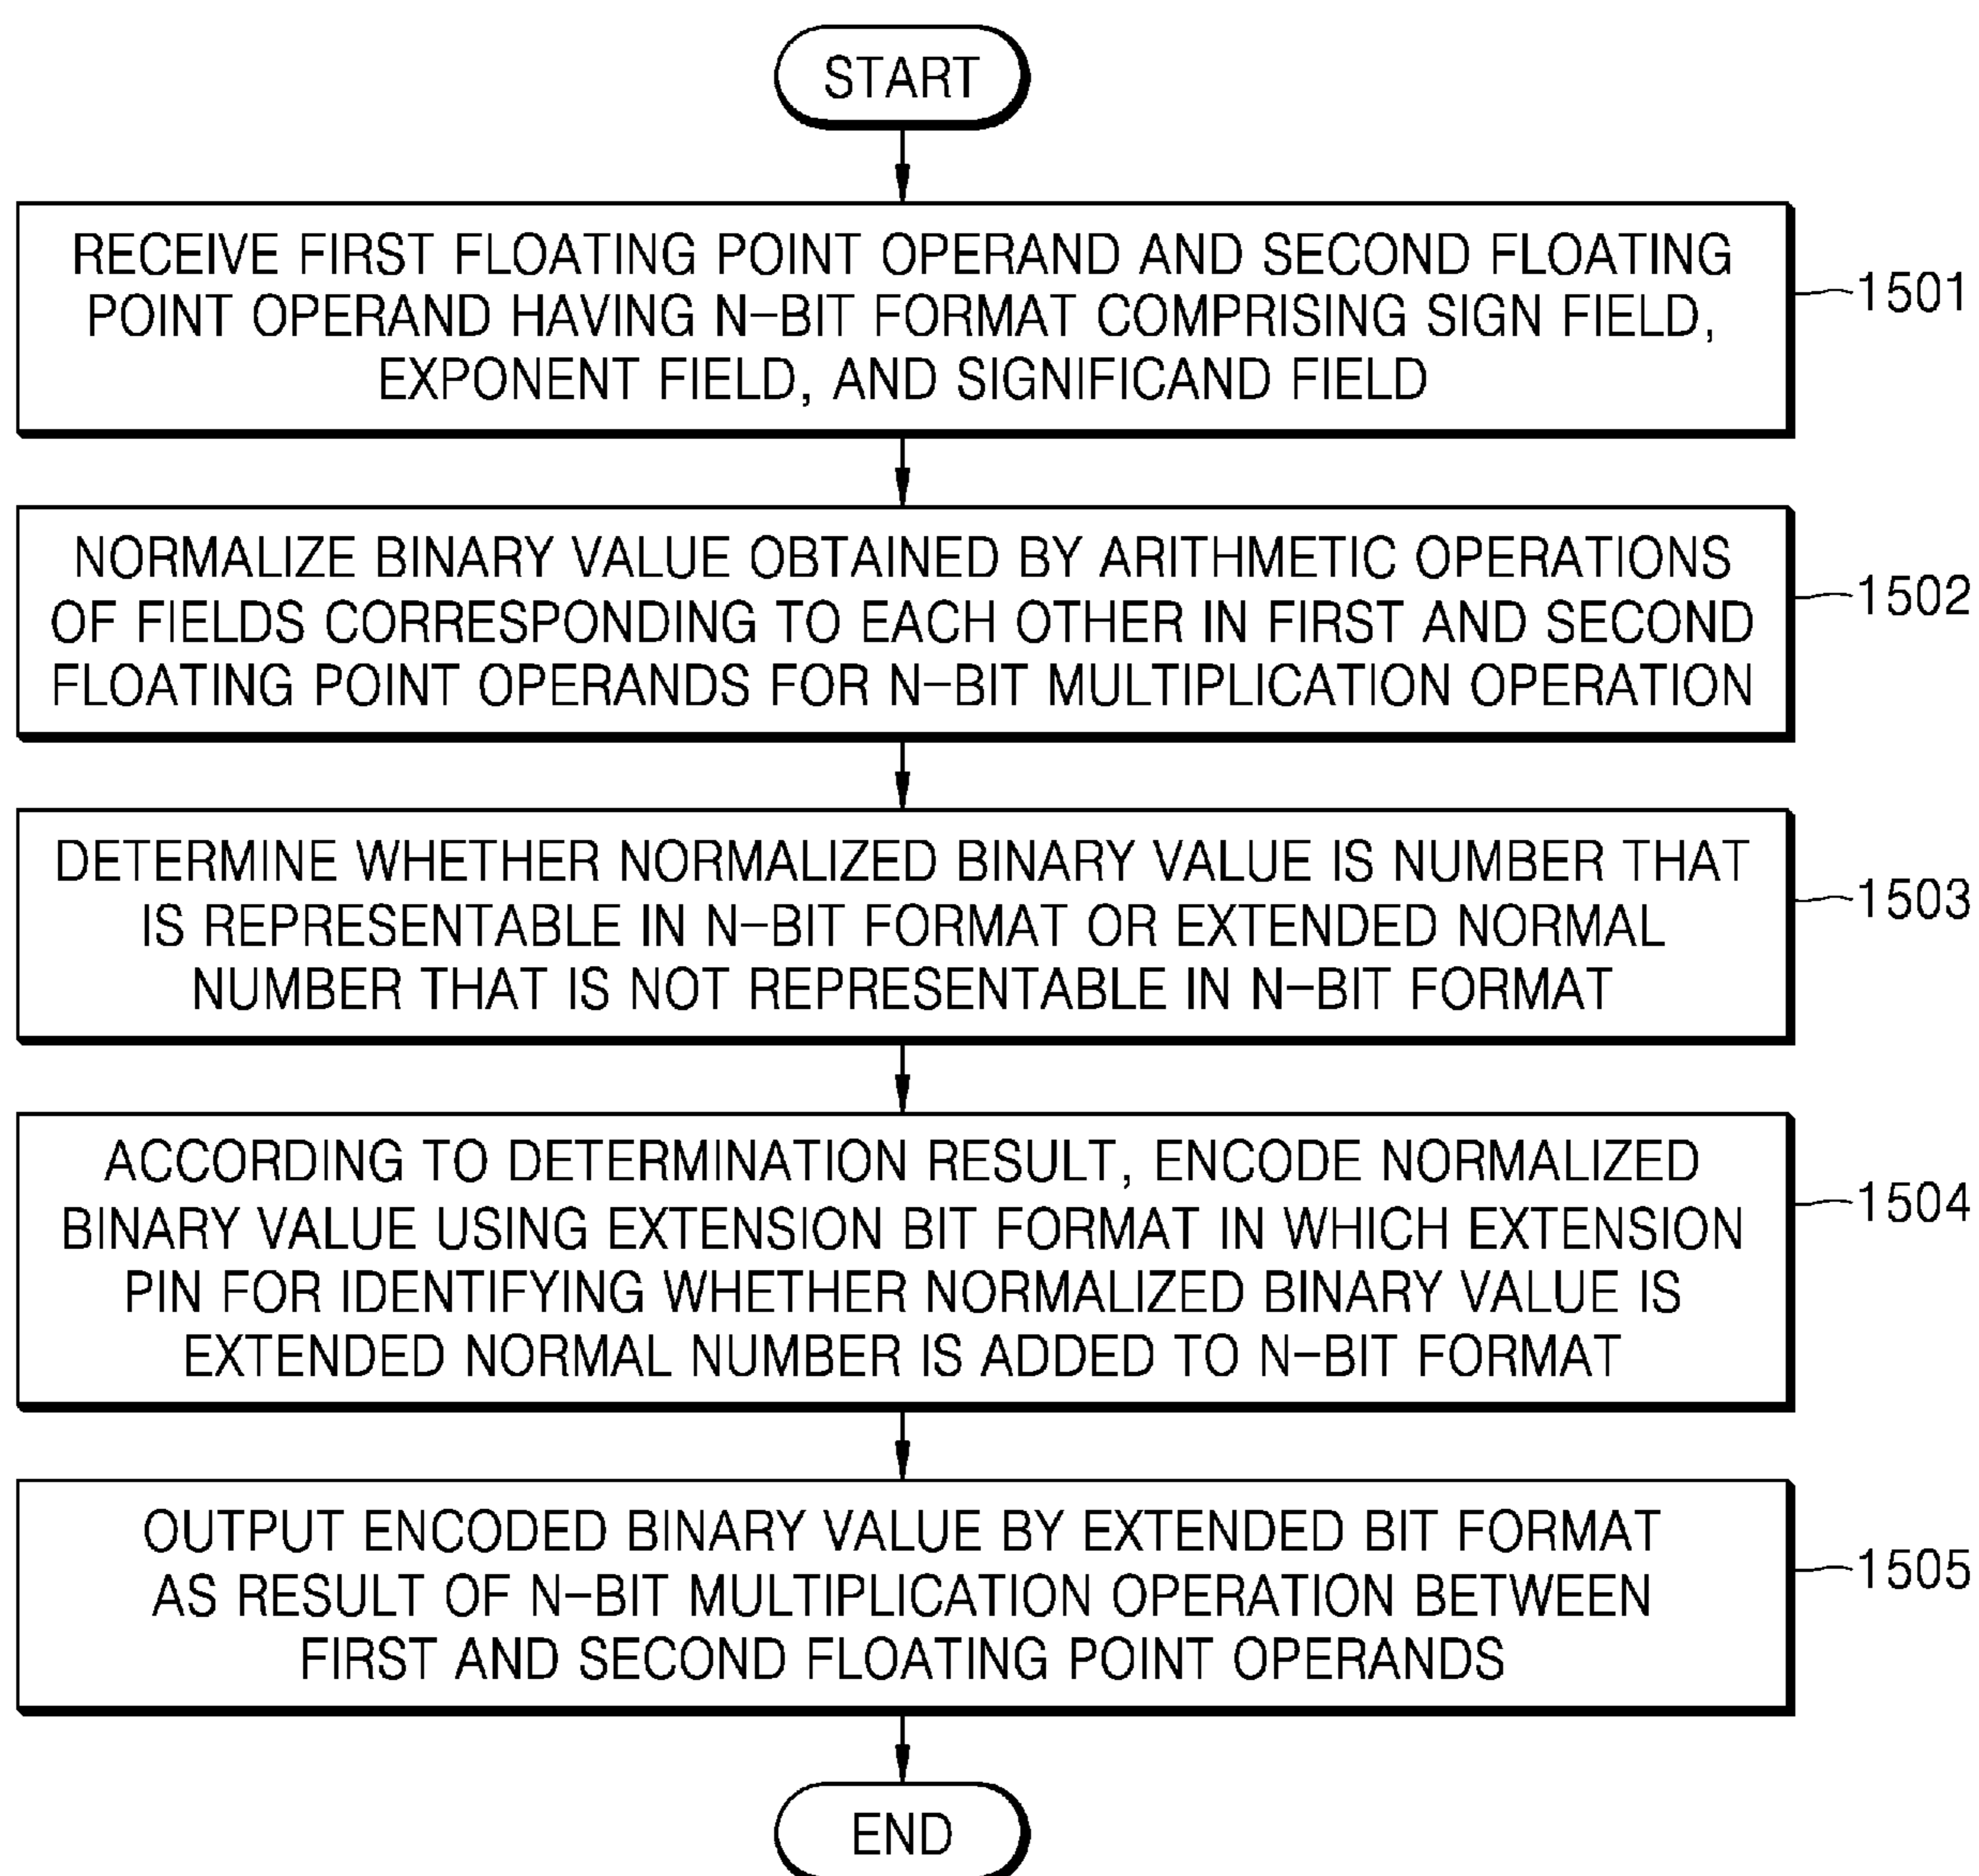 START
RECEIVE FIRST FLOATING POINT OPERAND AND SECOND FLOATING
POINT OPERAND HAVING N-BIT FORMAT COMPRISING SIGN FIELD,
EXPONENT FIELD, AND SIGNIFICAND FIELD
1501
NORMALIZE BINARY VALUE OBTAINED BY ARITHMETIC OPERATIONS
OF FIELDS CORRESPONDING TO EACH OTHER IN FIRST AND SECOND
FLOATING POINT OPERANDS FOR N-BIT MULTIPLICATION OPERATION
1502
DETERMINE WHETHER NORMALIZED BINARY VALUE IS NUMBER THAT
IS REPRESENTABLE IN N-BIT FORMAT OR EXTENDED NORMAL
NUMBER THAT IS NOT REPRESENTABLE IN N-BIT FORMAT
1503
ACCORDING TO DETERMINATION RESULT, ENCODE NORMALIZED
BINARY VALUE USING EXTENSION BIT FORMAT IN WHICH EXTENSION
PIN FOR IDENTIFYING WHETHER NORMALIZED BINARY VALUE IS
EXTENDED NORMAL NUMBER IS ADDED TO N-BIT FORMAT
1504
OUTPUT ENCODED BINARY VALUE BY EXTENDED BIT FORMAT
AS RESULT OF N-BIT MULTIPLICATION OPERATION BETWEEN
FIRST AND SECOND FLOATING POINT OPERANDS
1505
END